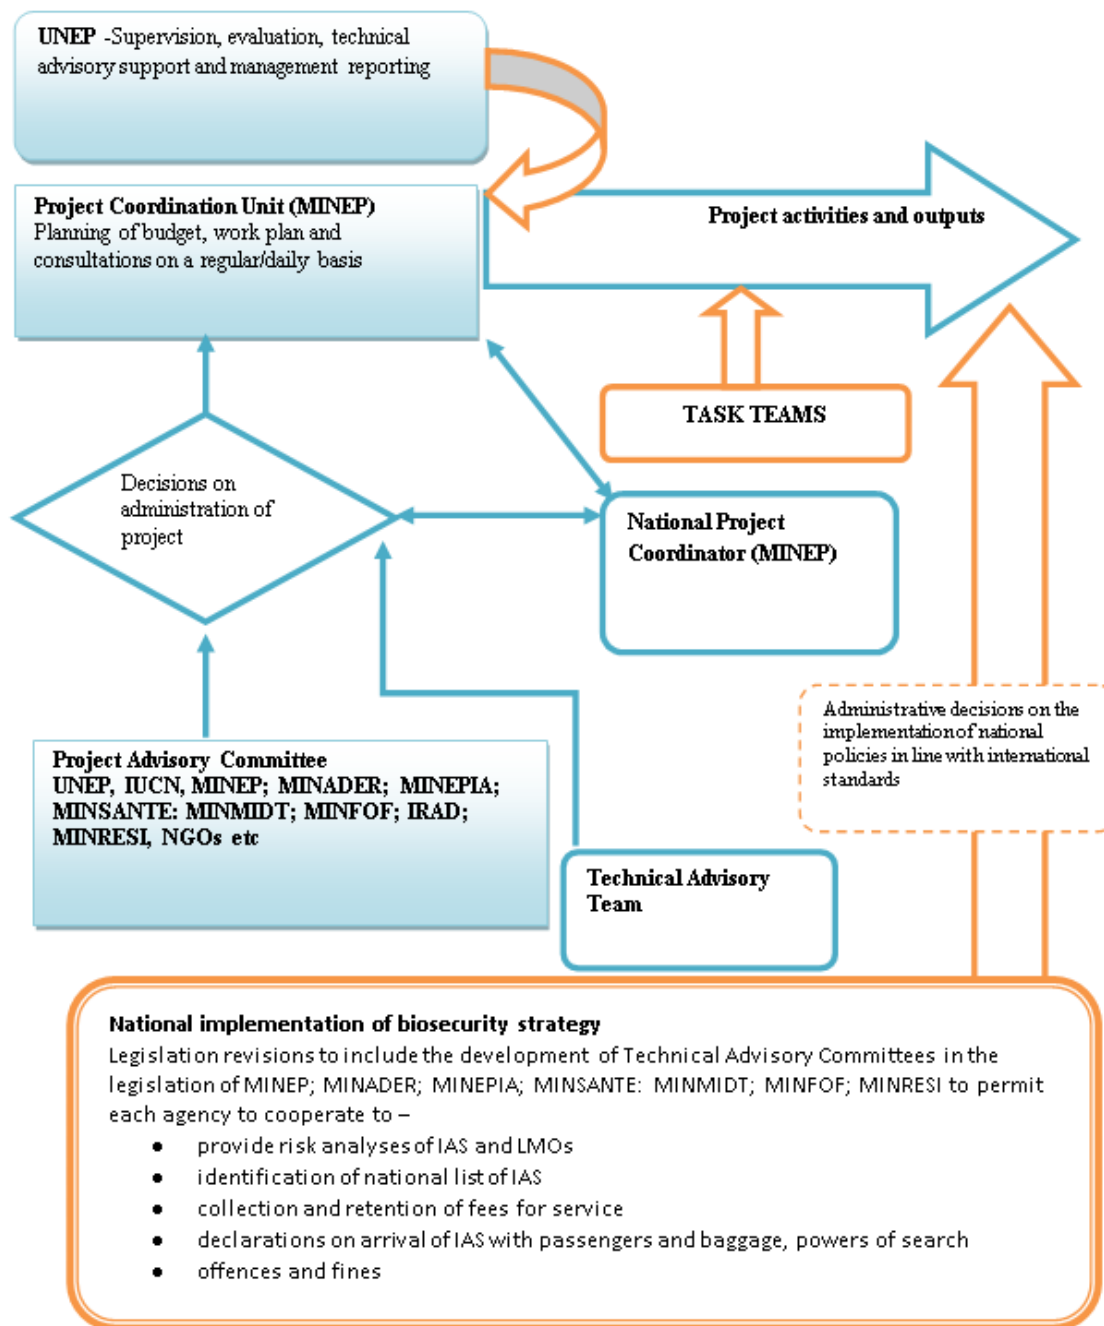 UNEP -Supervision, evaluation, technical
advisory support and management reporting
Project Coordination Unit (MINEP)
Planning of budget, work plan and
consultations on a regular/daily basis
Project activities and outputs
TASK TEAMS
Decisions on
administration of
project
National Project
Coordinator (MINEP)
Administrative decisions on the
implementation of national
policies in line with international
standards
Project Advisory Committee
UNEP, IUCN, MINEP; MINADER; MINEPIA;
MINSANTE: MINMIDT; MINFOF; IRAD;
MINRESI, NGOs etc
Technical Advisory
Team
National implementation of biosecurity strategy
Legislation revisions to include the development of Technical Advisory Committees in the
legislation of MINEP; MINADER; MINEPIA; MINSANTE: MINMIDT; MINFOF; MINRESI to permit
each agency to cooperate to –
● provide risk analyses of IAS and LMOs
● identification of national list of IAS
● collection and retention of fees for service
● declarations on arrival of IAS with passengers and baggage, powers of search
● offences and fines